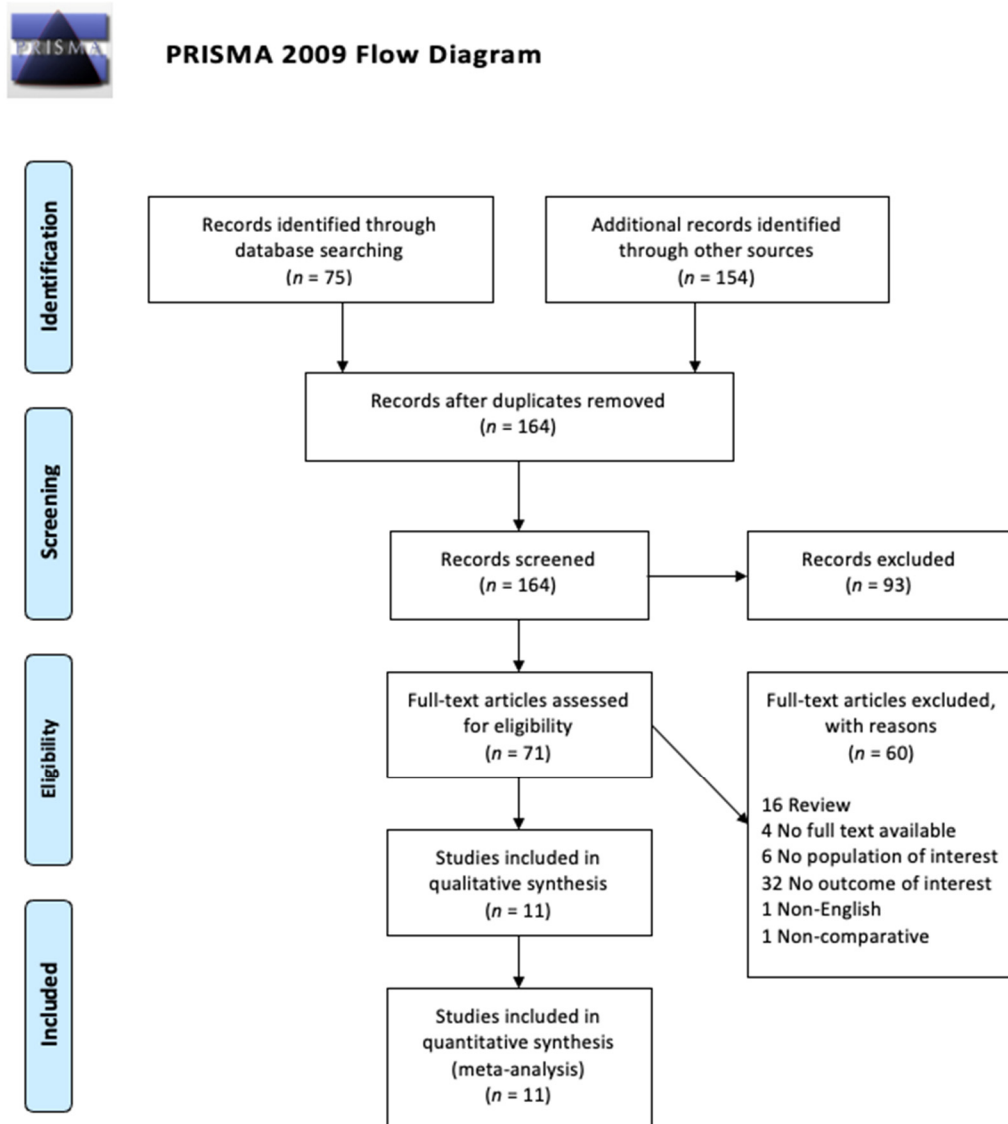 PRISMA
PRISMA 2009 Flow Diagram
Identification
Records identified through
database searching
(n = 75)
Additional records identified
through other sources
(n = 154)
Records after duplicates removed
(n = 164)
Screening
Records screened
(n = 164)
Records excluded
(n = 93)
Eligibility
Full-text articles assessed
for eligibility
(n = 71)
Full-text articles excluded,
with reasons
(n = 60)
16 Review
4 No full text available
6 No population of interest
32 No outcome of interest
1 Non-English
1 Non-comparative
Studies included in
qualitative synthesis
(n = 11)
Included
Studies included in
quantitative synthesis
(meta-analysis)
(n = 11)